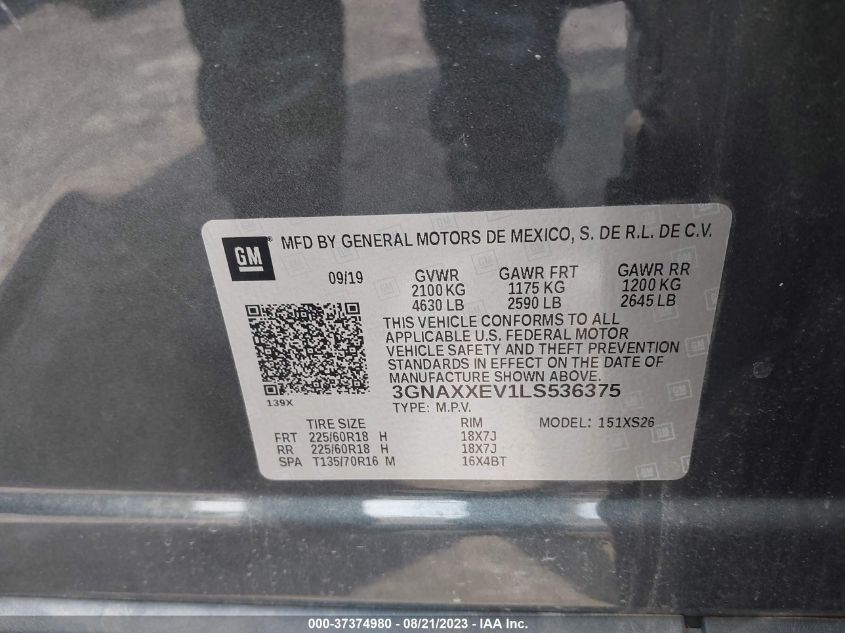 GM
MFD BY GENERAL MOTORS DE MEXICO, S. DE R.L. DE C.V.
09/19
GVWR GAWR FRT GAWR RR
2100 KG 1175 KG 1200 KG
4630 LB 2590 LB 2645 LB
THIS VEHICLE CONFORMS TO ALL
APPLICABLE U.S. FEDERAL MOTOR
VEHICLE SAFETY AND THEFT PREVENTION
STANDARDS IN EFFECT ON THE DATE OF
MANUFACTURE SHOWN ABOVE.
3GNAXXEV1LS536375
139X
TYPE: M.P.V.
TIRE SIZE RIM MODEL: 151XS26
FRT 225/60R18 H 18X7J
RR 225/60R18 H 18X7J
SPA T135/70R16 M 16X4BT
000-37374980 - 08/21/2023 - IAA Inc.